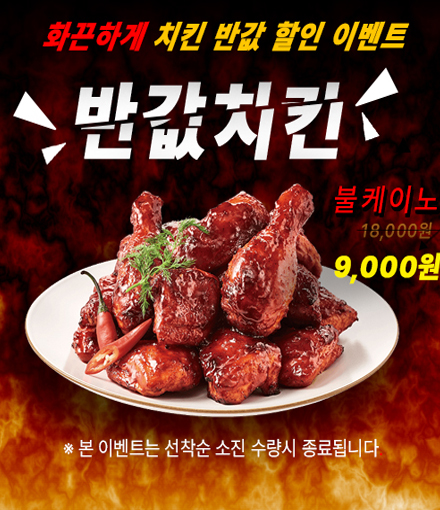 화끈하게 치킨 반값 할인 이벤트
반값치킨
불케이노
18,000원
9,000원
※ 본 이벤트는 선착순 소진 수량시 종료됩니다